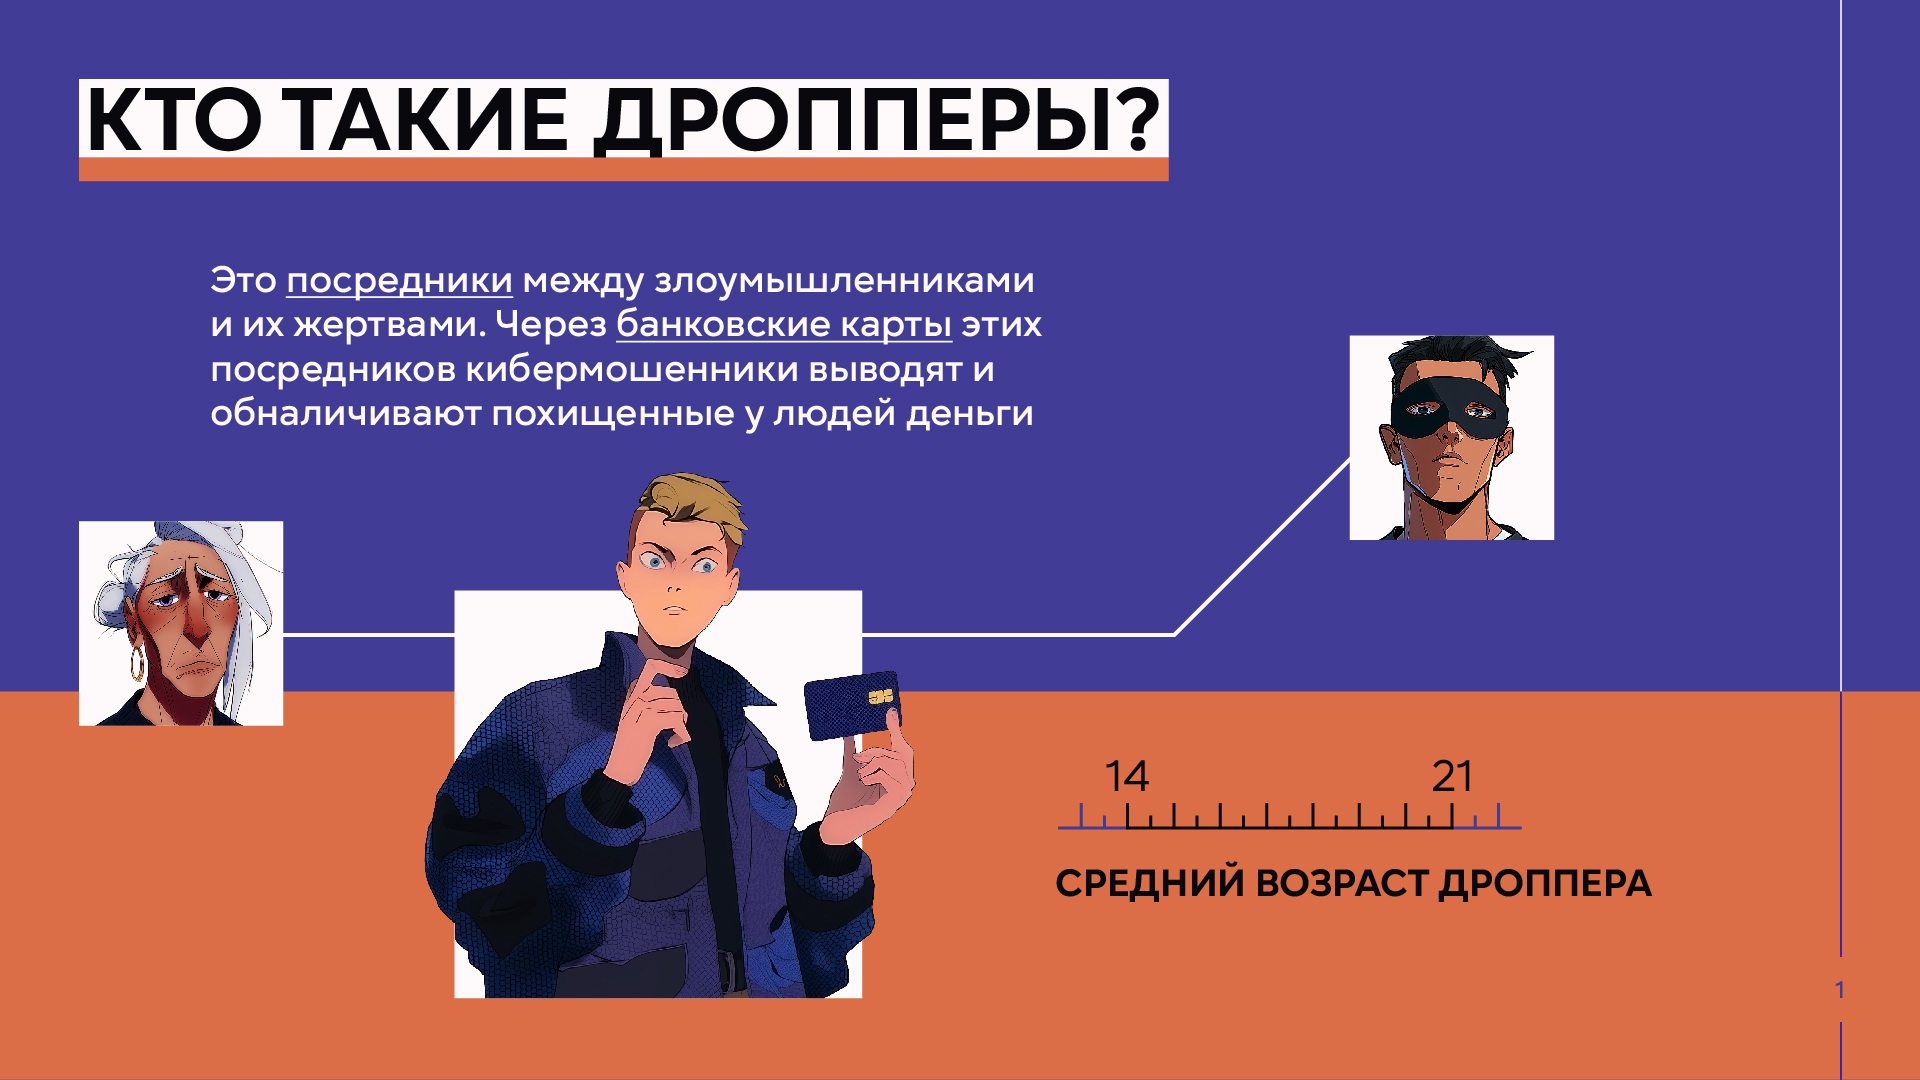 КТО ТАКИЕ ДРОППЕРЫ?
Это посредники между злоумышленниками
и их жертвами. Через банковские карты этих
посредников кибермошенники выводят и
обналичивают похищенные у людей деньги
14 21
СРЕДНИЙ ВОЗРАСТ ДРОППЕРА
1